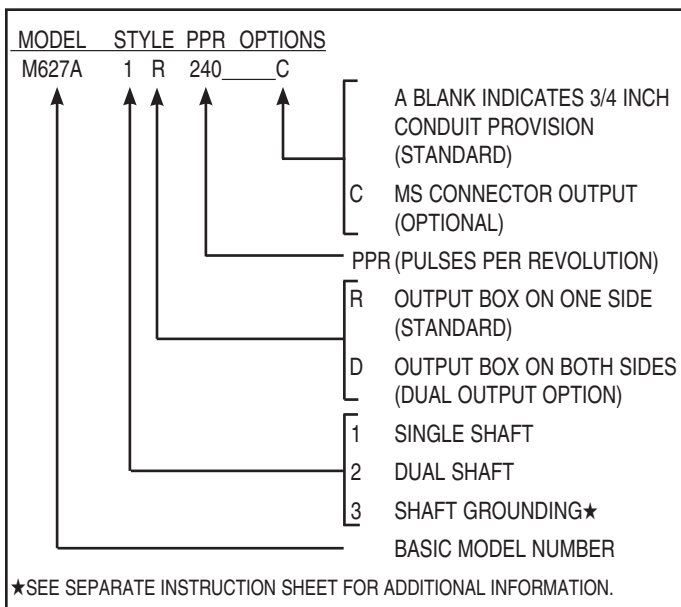 MODEL STYLE PPR OPTIONS
M627A 1 R 240_____C
A BLANK INDICATES 3/4 INCH
CONDUIT PROVISION
(STANDARD)
C MS CONNECTOR OUTPUT
(OPTIONAL)
PPR (PULSES PER REVOLUTION)
R OUTPUT BOX ON ONE SIDE
(STANDARD)
D OUTPUT BOX ON BOTH SIDES
(DUAL OUTPUT OPTION)
1 SINGLE SHAFT
2 DUAL SHAFT
3 SHAFT GROUNDING★
BASIC MODEL NUMBER
★SEE SEPARATE INSTRUCTION SHEET FOR ADDITIONAL INFORMATION.